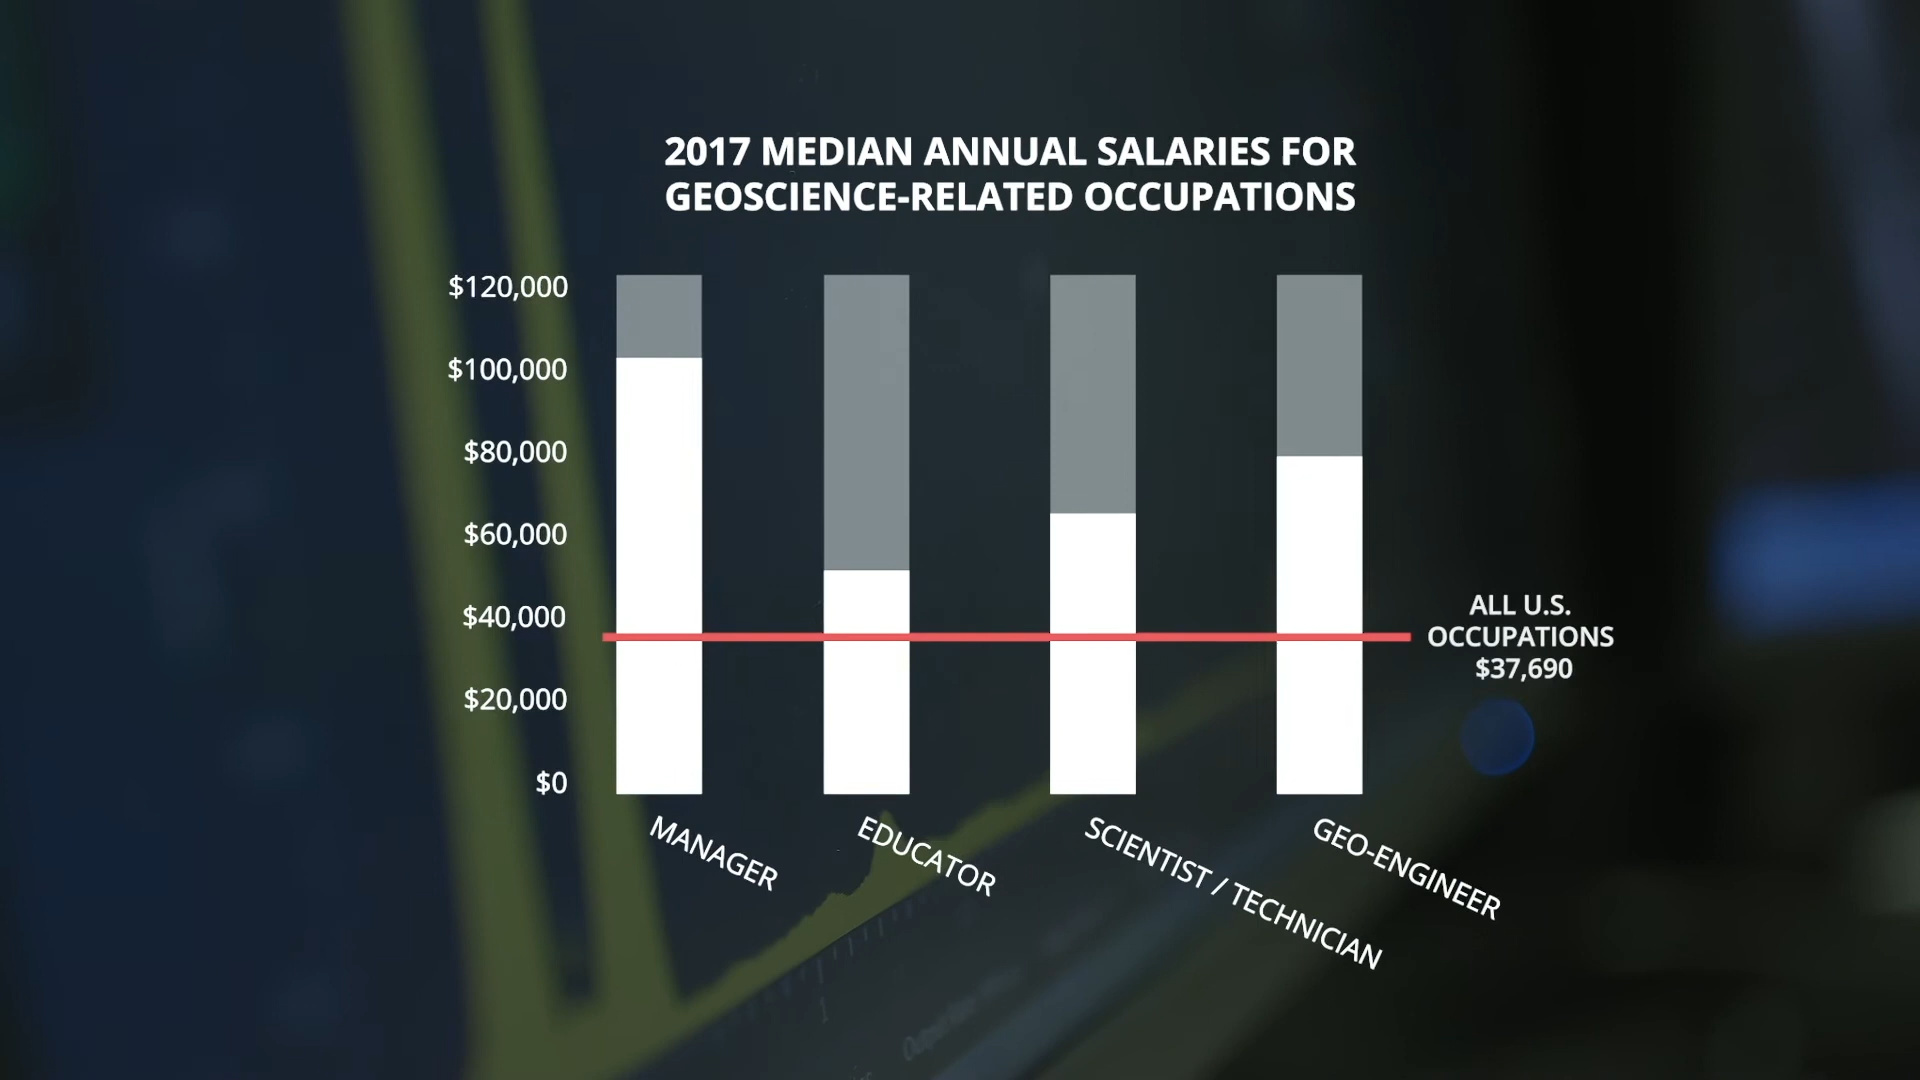 2017 MEDIAN ANNUAL SALARIES FOR
GEOSCIENCE-RELATED OCCUPATIONS
$120,000
$100,000
$80,000
$60,000
$40,000
$20,000
$0
ALL U.S.
OCCUPATIONS
$37,690
MANAGER
EDUCATOR
SCIENTIST / TECHNICIAN
GEO-ENGINEER